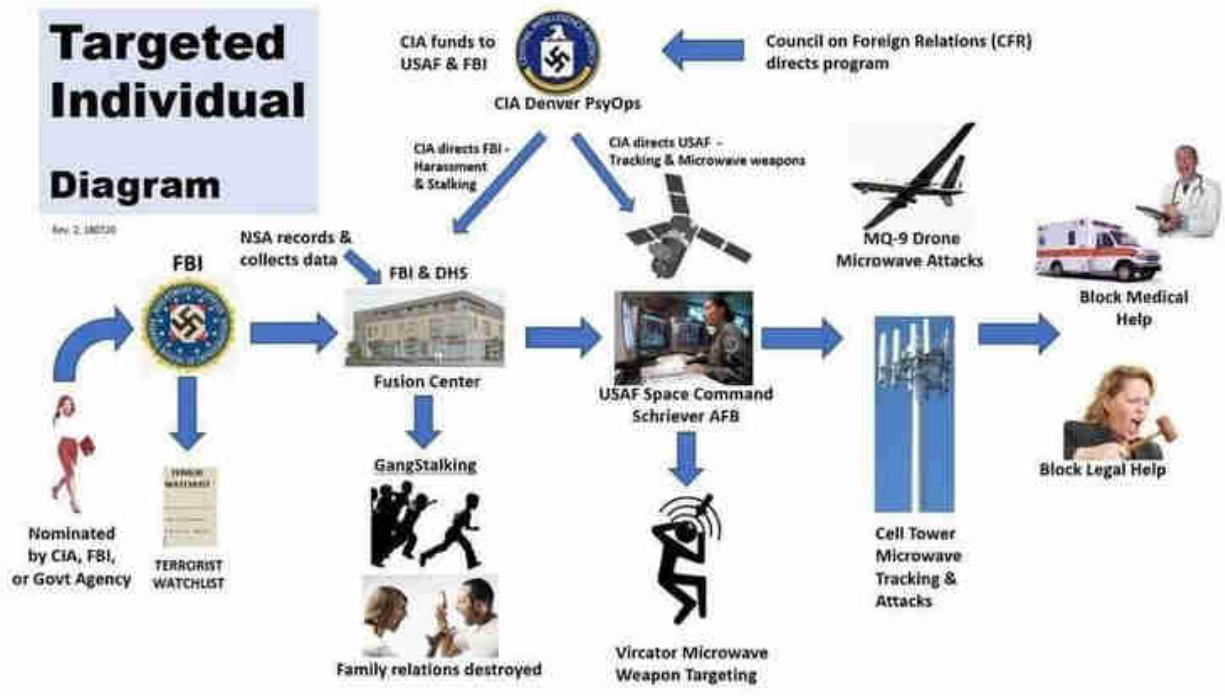 Targeted
Individual
Diagram
CIA funds to
USAF & FBI
CIA Denver PsyOps
Council on Foreign Relations (CFR)
directs program
CIA directs FBI -
Harassment
& Stalking
CIA directs USAF -
Tracking & Microwave weapons
NSA records &
collects data
FBI
FBI & DHS
MQ-9 Drone
Microwave Attacks
Block Medical
Help
Fusion Center
USAF Space Command
Schriever AFB
GangStalking
Block Legal Help
TERROR
WATCHLIST
Nominated
by CIA, FBI,
or Govt Agency
TERRORIST
WATCHLIST
Cell Tower
Microwave
Tracking &
Attacks
Family relations destroyed
Vircator Microwave
Weapon Targeting